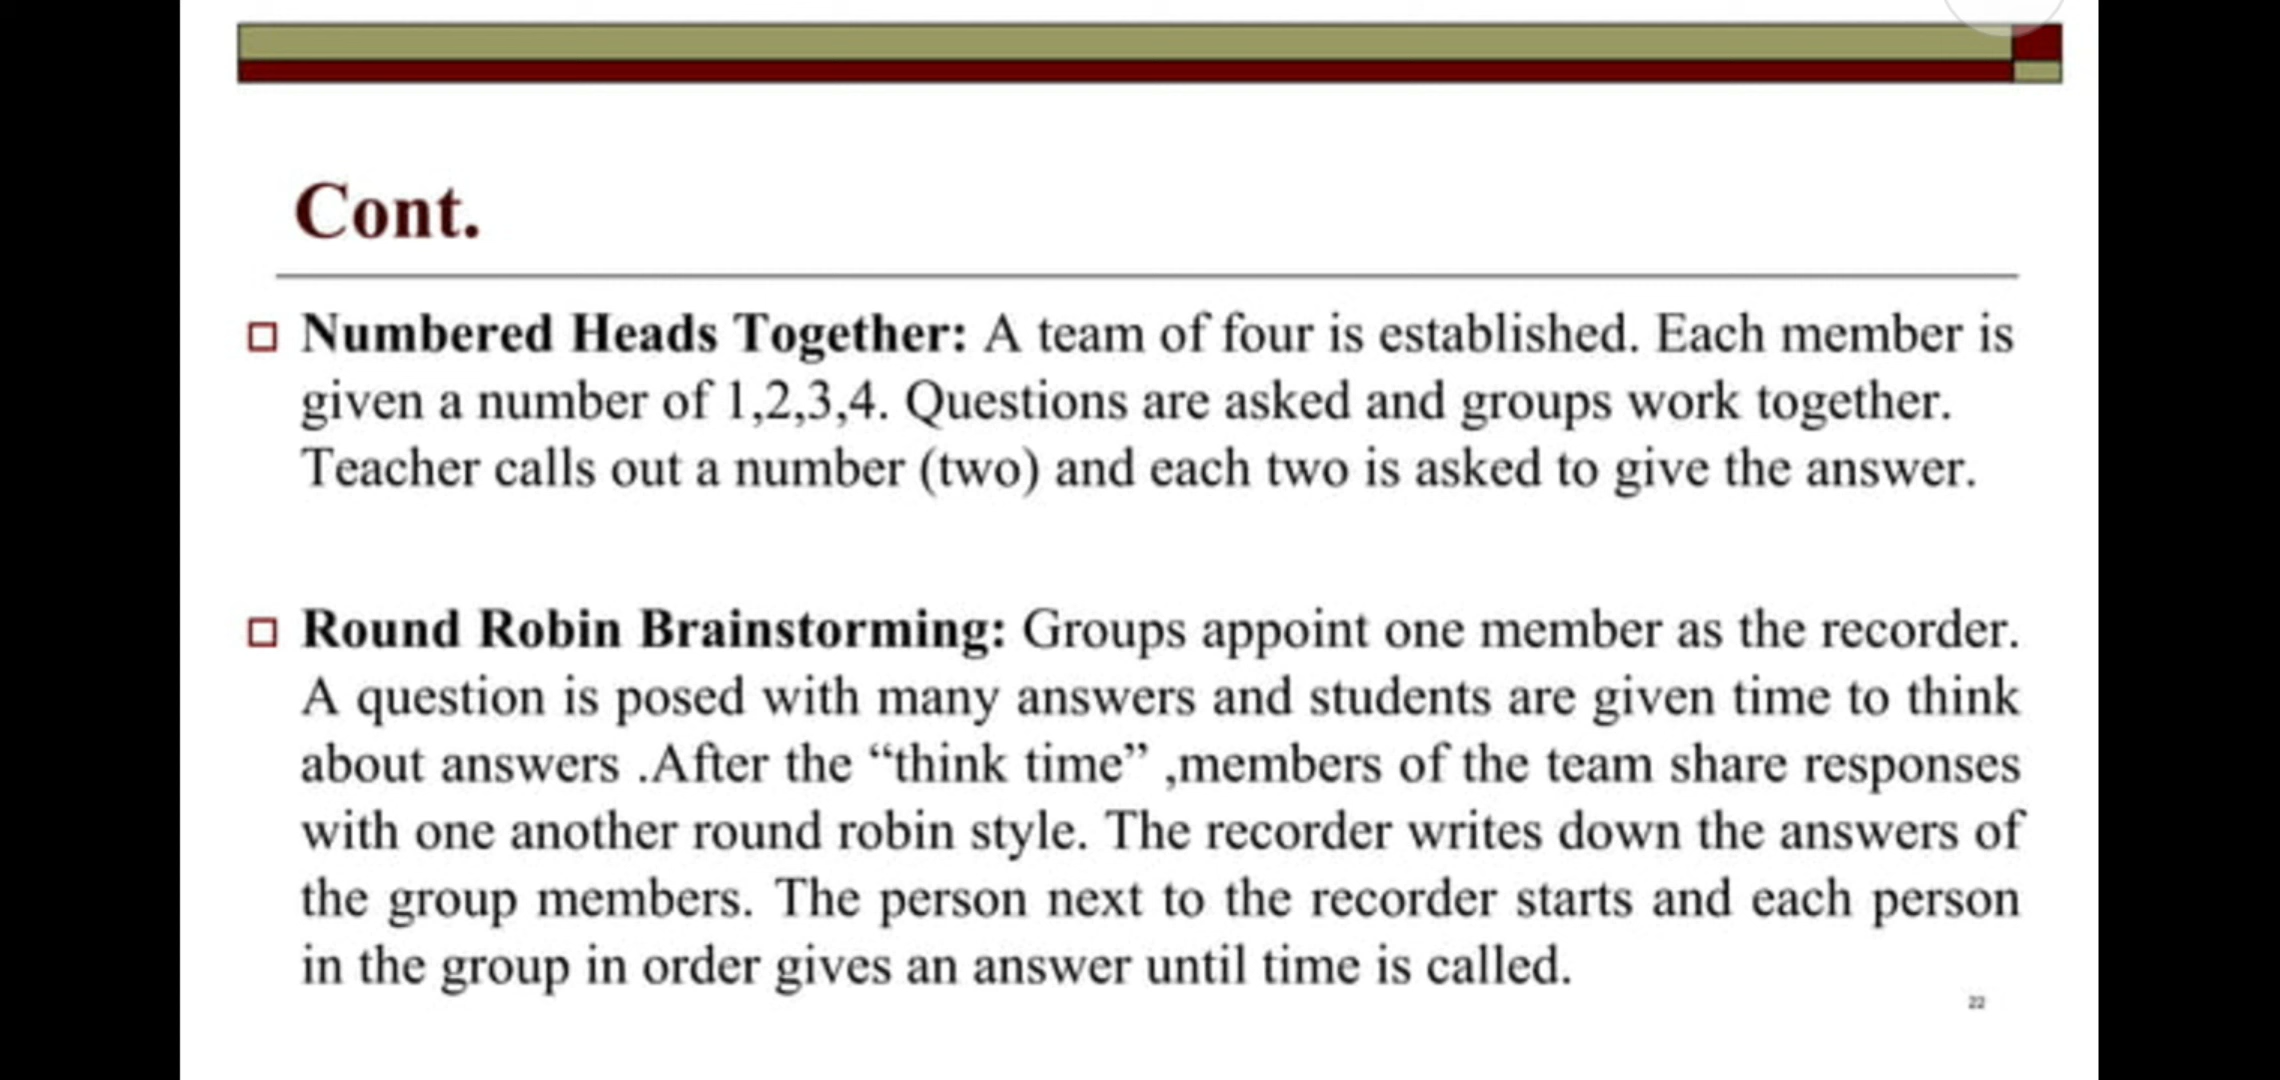 Cont.
Numbered Heads Together: A team of four is established. Each member is
given a number of 1,2,3,4. Questions are asked and groups work together.
Teacher calls out a number (two) and each two is asked to give the answer.
Round Robin Brainstorming: Groups appoint one member as the recorder.
A question is posed with many answers and students are given time to think
about answers .After the “think time” ,members of the team share responses
with one another round robin style. The recorder writes down the answers of
the group members. The person next to the recorder starts and each person
in the group in order gives an answer until time is called.
22